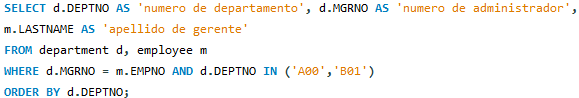 SELECT d.DEPTNO AS 'numero de departamento', d.MGRNO AS 'numero de administrador',
m.LASTNAME AS 'apellido de gerente'
FROM department d, employee m
WHERE d.MGRNO = m.EMPNO AND d.DEPTNO IN ('A00','B01')
ORDER BY d.DEPTNO;